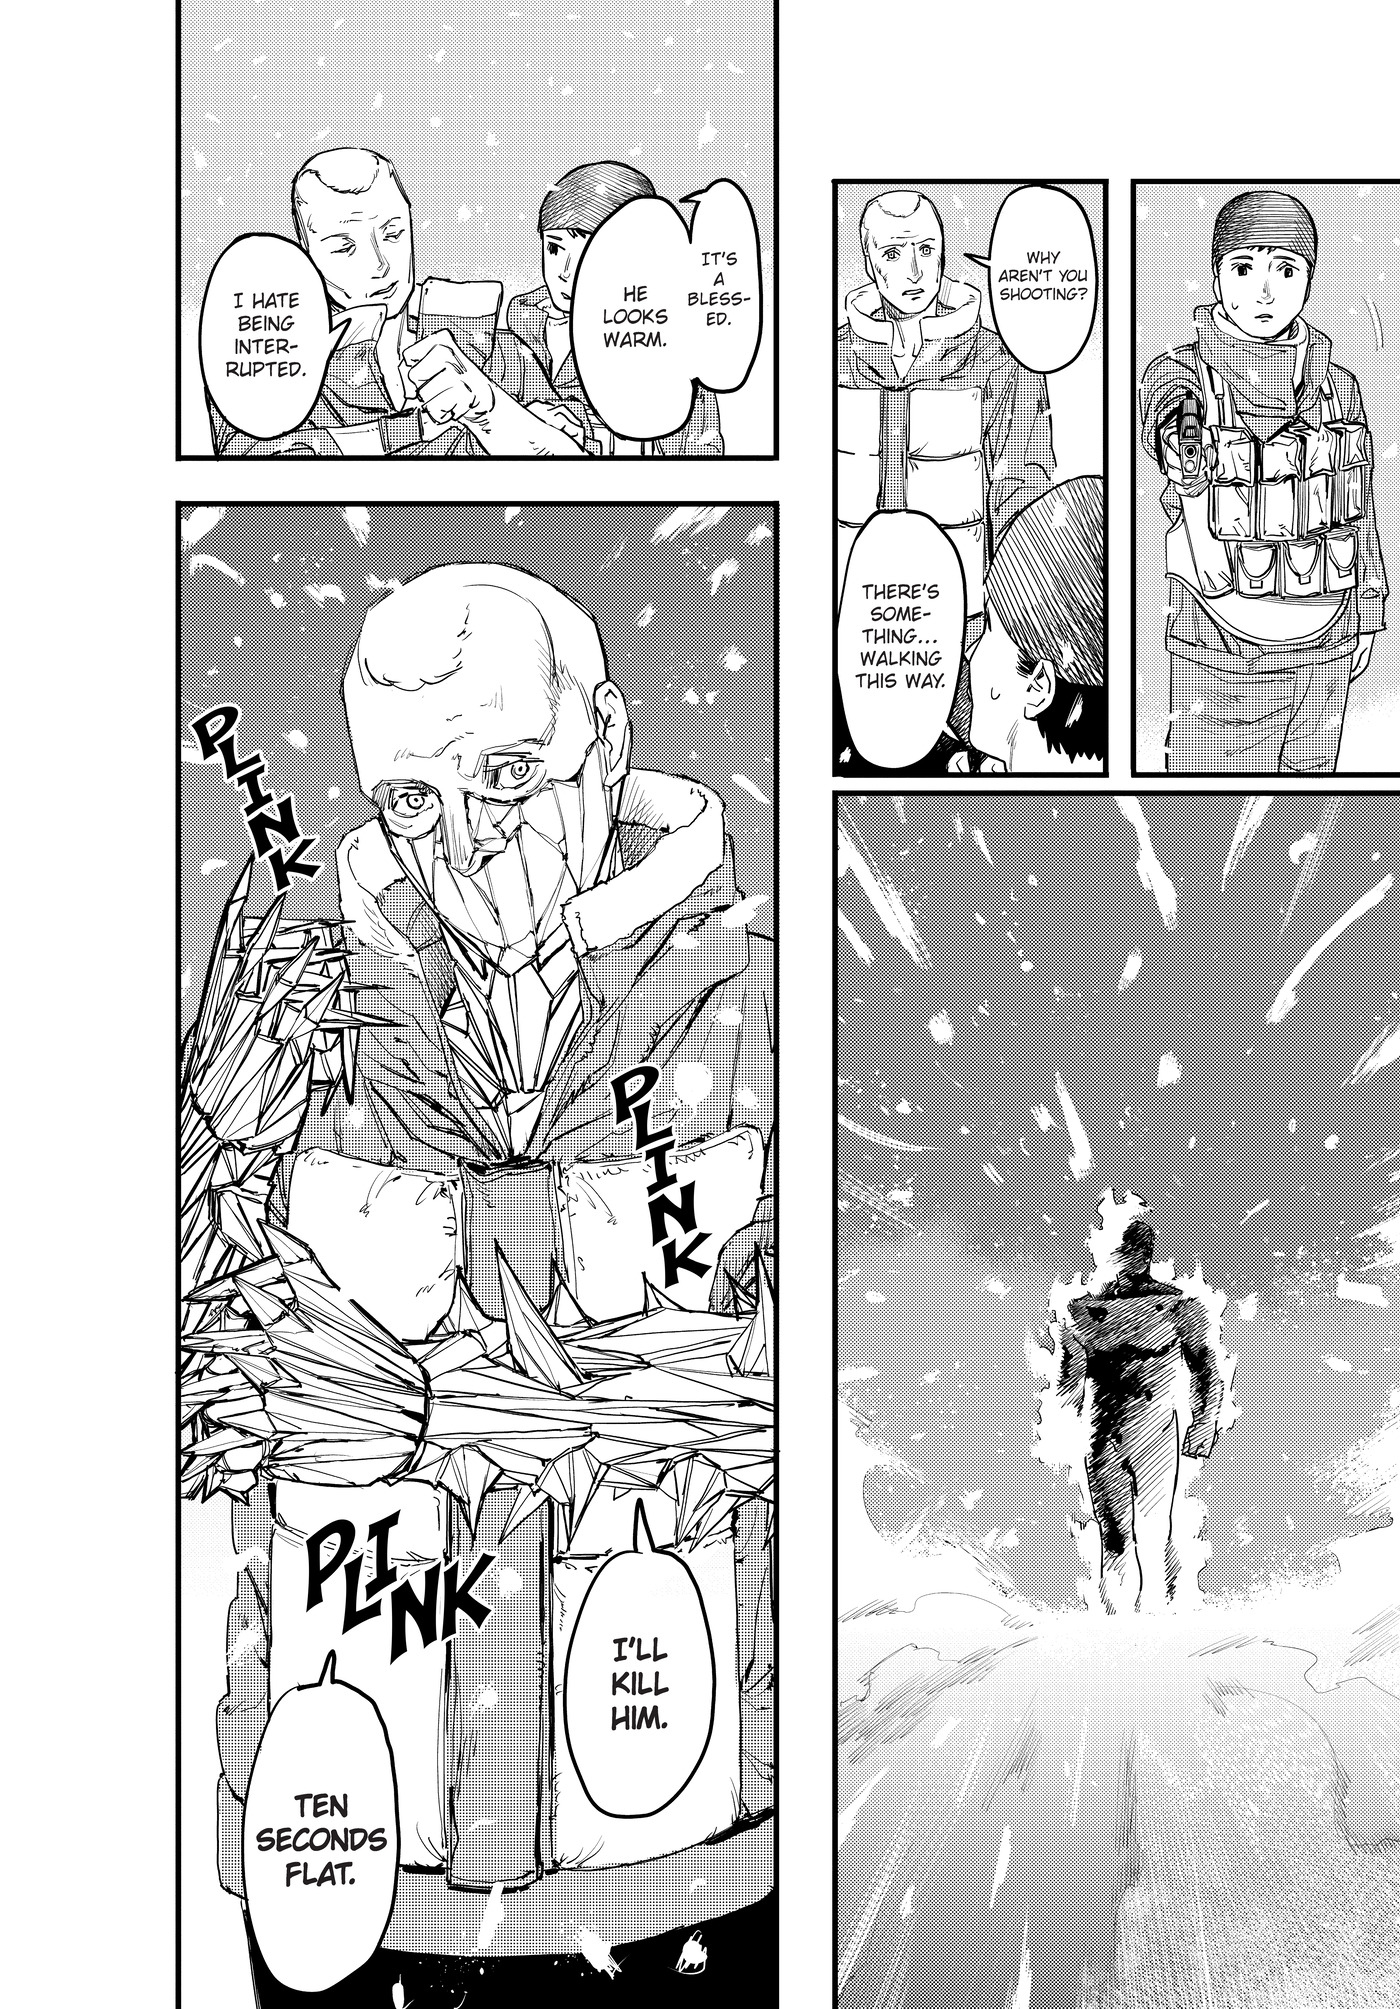 WHY
AREN'T YOU
SHOOTING?
THERE'S
SOME-
THING...
WALKING
THIS WAY.
IT'S
A
BLESS-
ED.
HE
LOOKS
WARM.
I HATE
BEING
INTER-
RUPTED.
PLINK
PLINK
PLINK
I'LL
KILL
HIM.
TEN
SECONDS
FLAT.